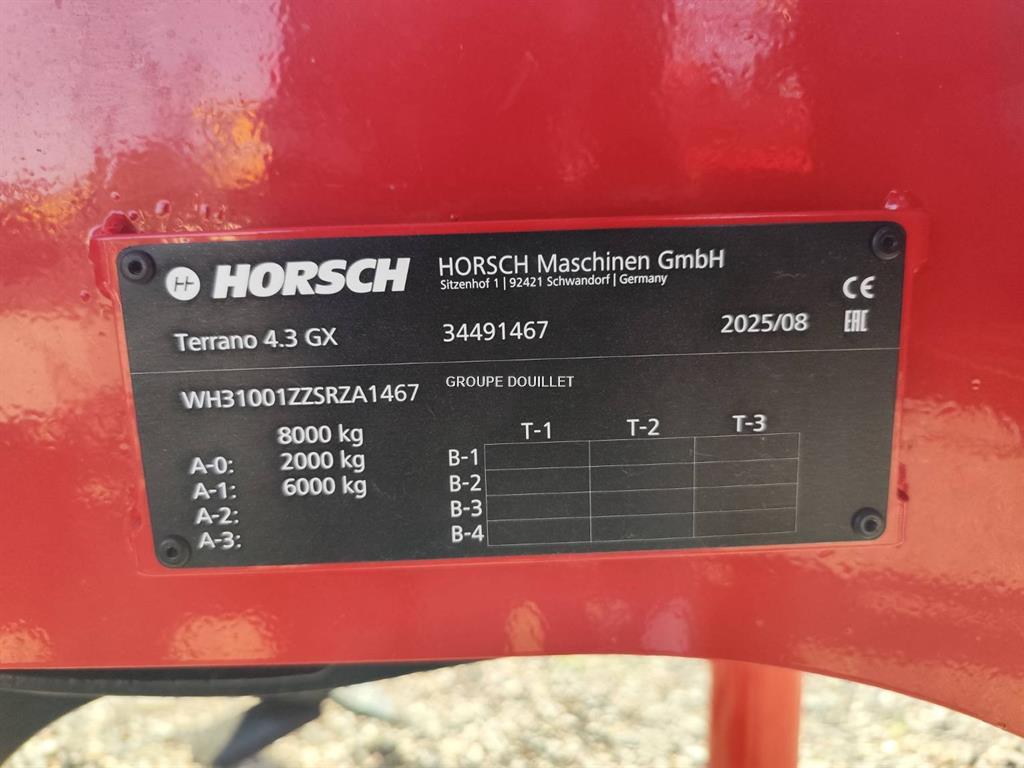 HORSCH
HORSCH Maschinen GmbH
Sitzenhof 1 | 92421 Schwandorf | Germany
CE
Terrano 4.3 GX 34491467 2025/08 EAC
WH31001ZZSRZA1467 GROUPE DOUILLET
8000 kg
A-0: 2000 kg
A-1: 6000 kg
A-2:
A-3:
T-1 T-2 T-3
B-1
B-2
B-3
B-4